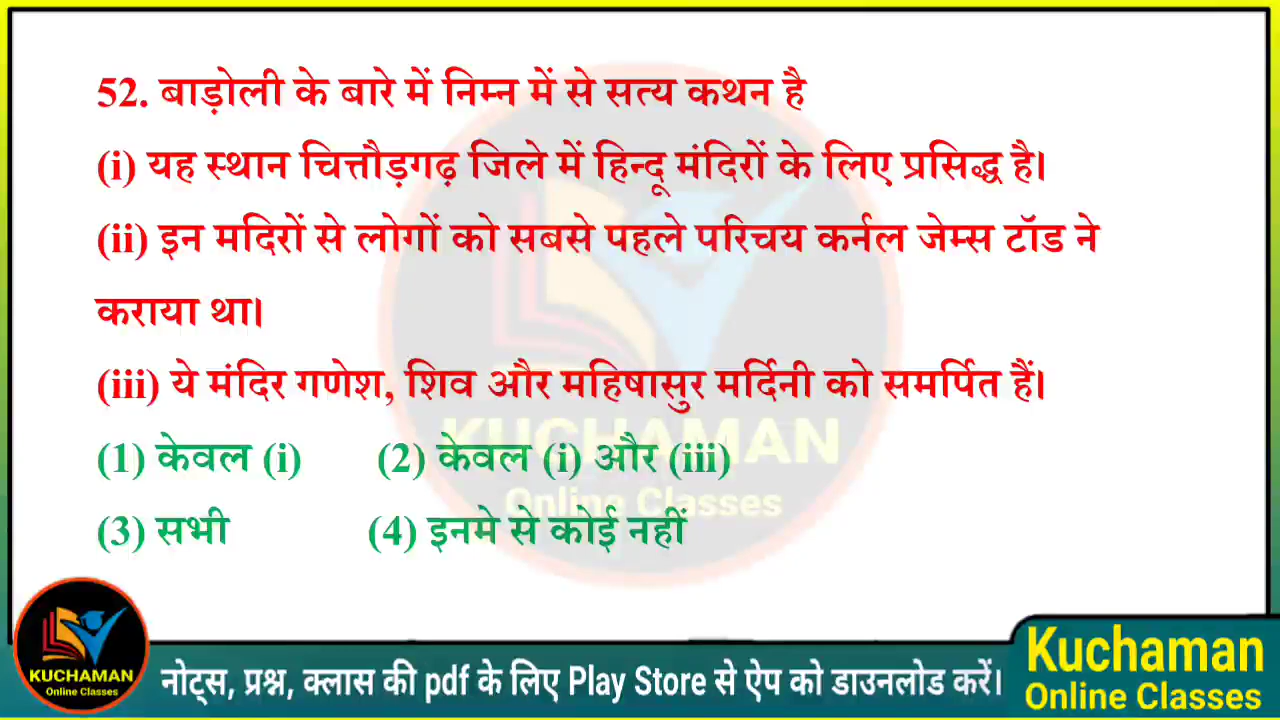 52. बाड़ोली के बारे में निम्न में से सत्य कथन है
(i) यह स्थान चित्तौड़गढ़ जिले में हिन्दू मंदिरों के लिए प्रसिद्ध है।
(ii) इन मदिरों से लोगों को सबसे पहले परिचय कर्नल जेम्स टॉड ने
कराया था।
(iii) ये मंदिर गणेश, शिव और महिषासुर मर्दिनी को समर्पित हैं।
KUCHAMAN
(1) केवल (i) (2) केवल (i) और (iii)
Online Classes
(3) सभी (4) इनमे से कोई नहीं
KUCHAMAN
Online Classes
नोट्स, प्रश्न, क्लास की pdf के लिए Play Store से ऐप को डाउनलोड करें।
Kuchaman
Online Classes